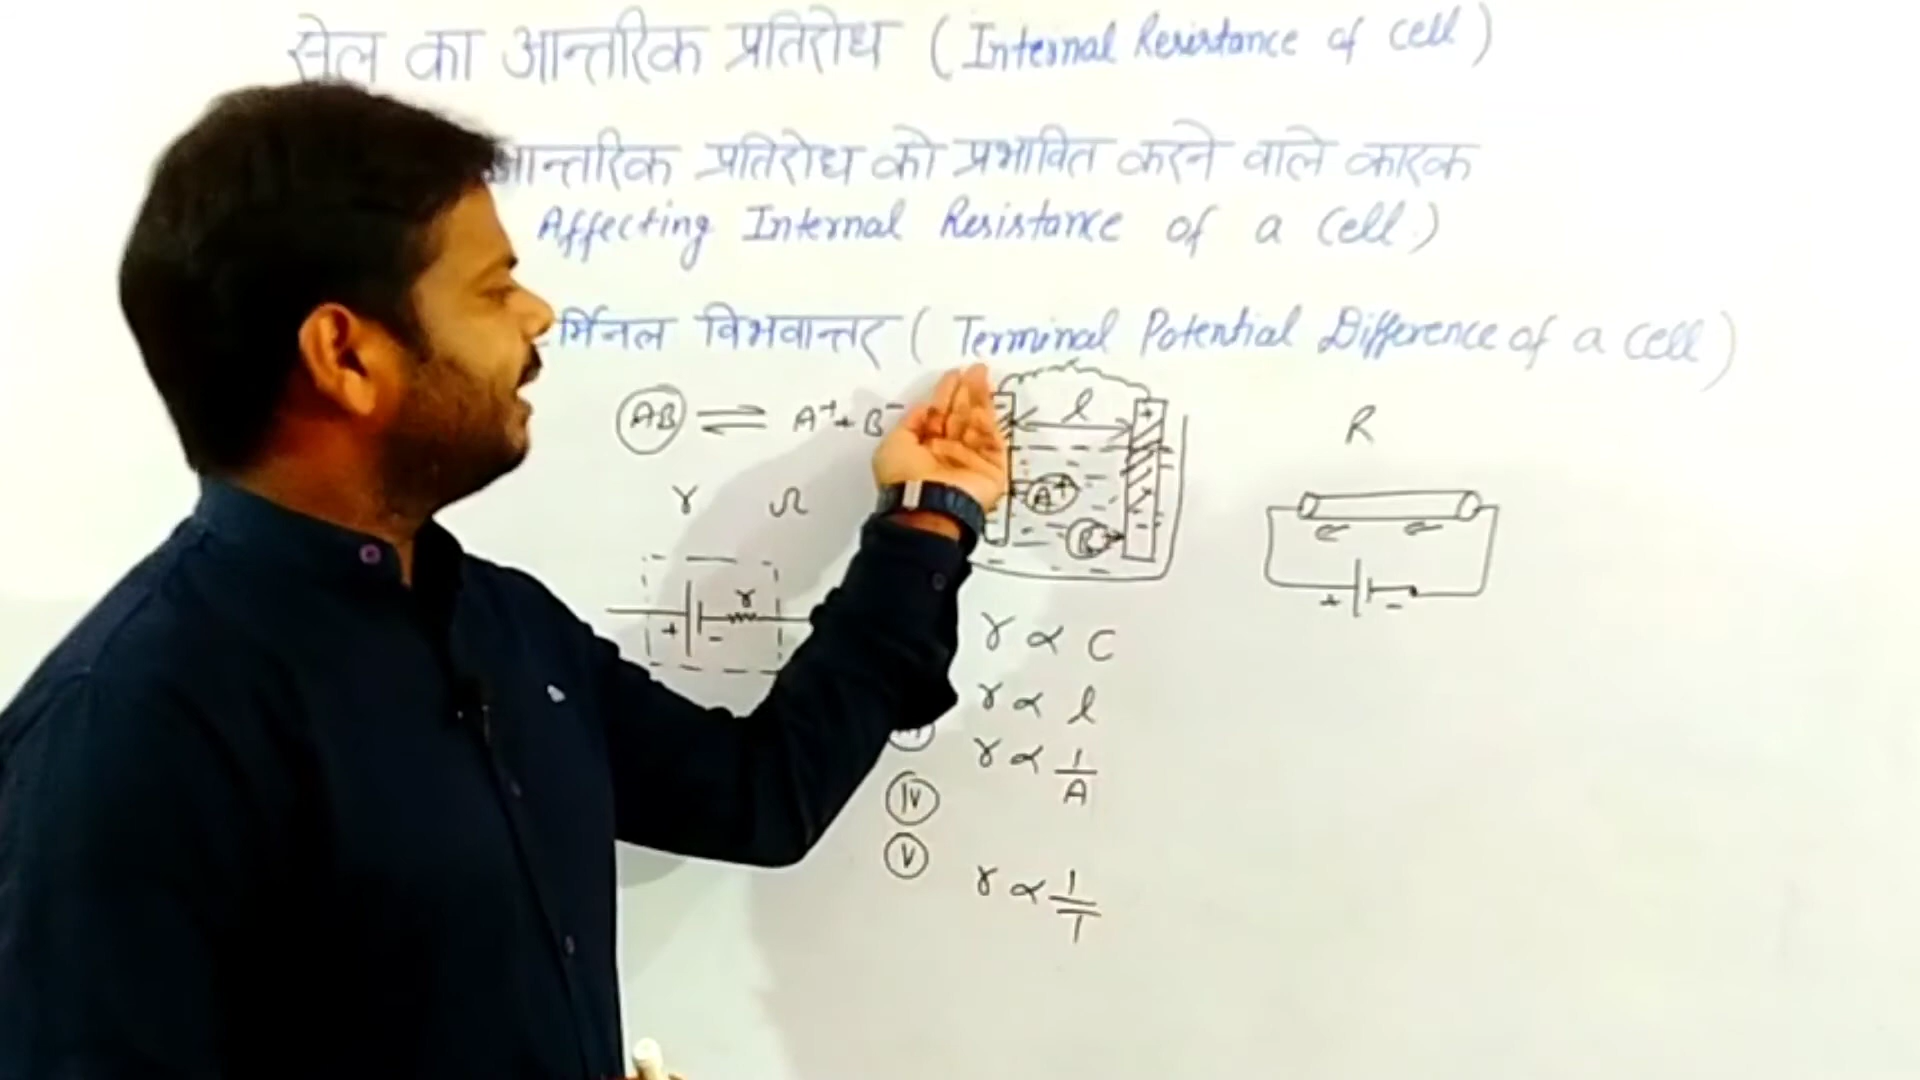 सेल का आन्तरिक प्रतिरोध ( Internal Resistance of cell )
आन्तरिक प्रतिरोध को प्रभावित करने वाले कारक
Affecting Internal Resistance of a Cell.)
र्मिनल विभवान्तर ( Terminal Potential Difference of a Cell )
AB ⇌ A⁺ + B⁻
- l +
R
r Ω
A⁺
r
+ -
+ -
r ∝ C
r ∝ l
r ∝ 1/A
iv
v
r ∝ 1/T